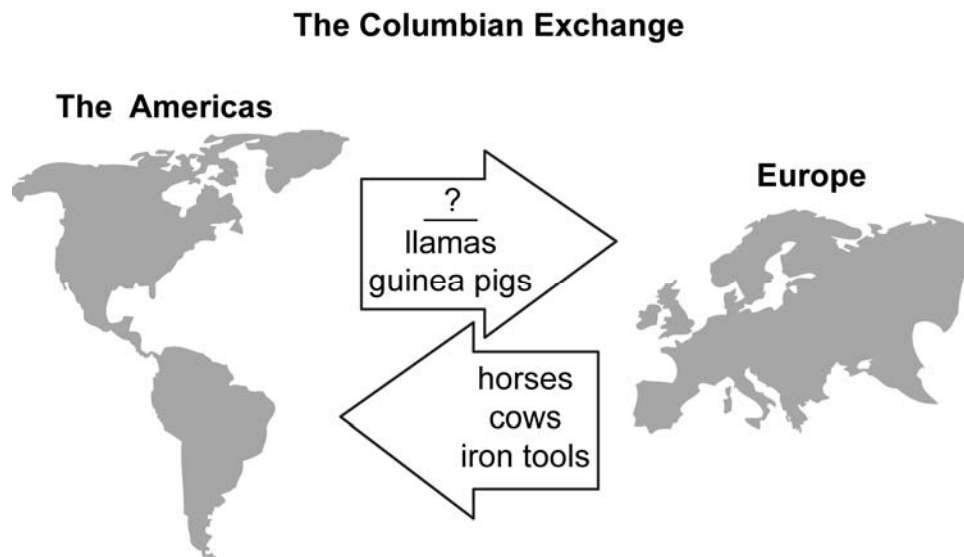 The Columbian Exchange
The Americas
Europe
?
llamas
guinea pigs
horses
cows
iron tools